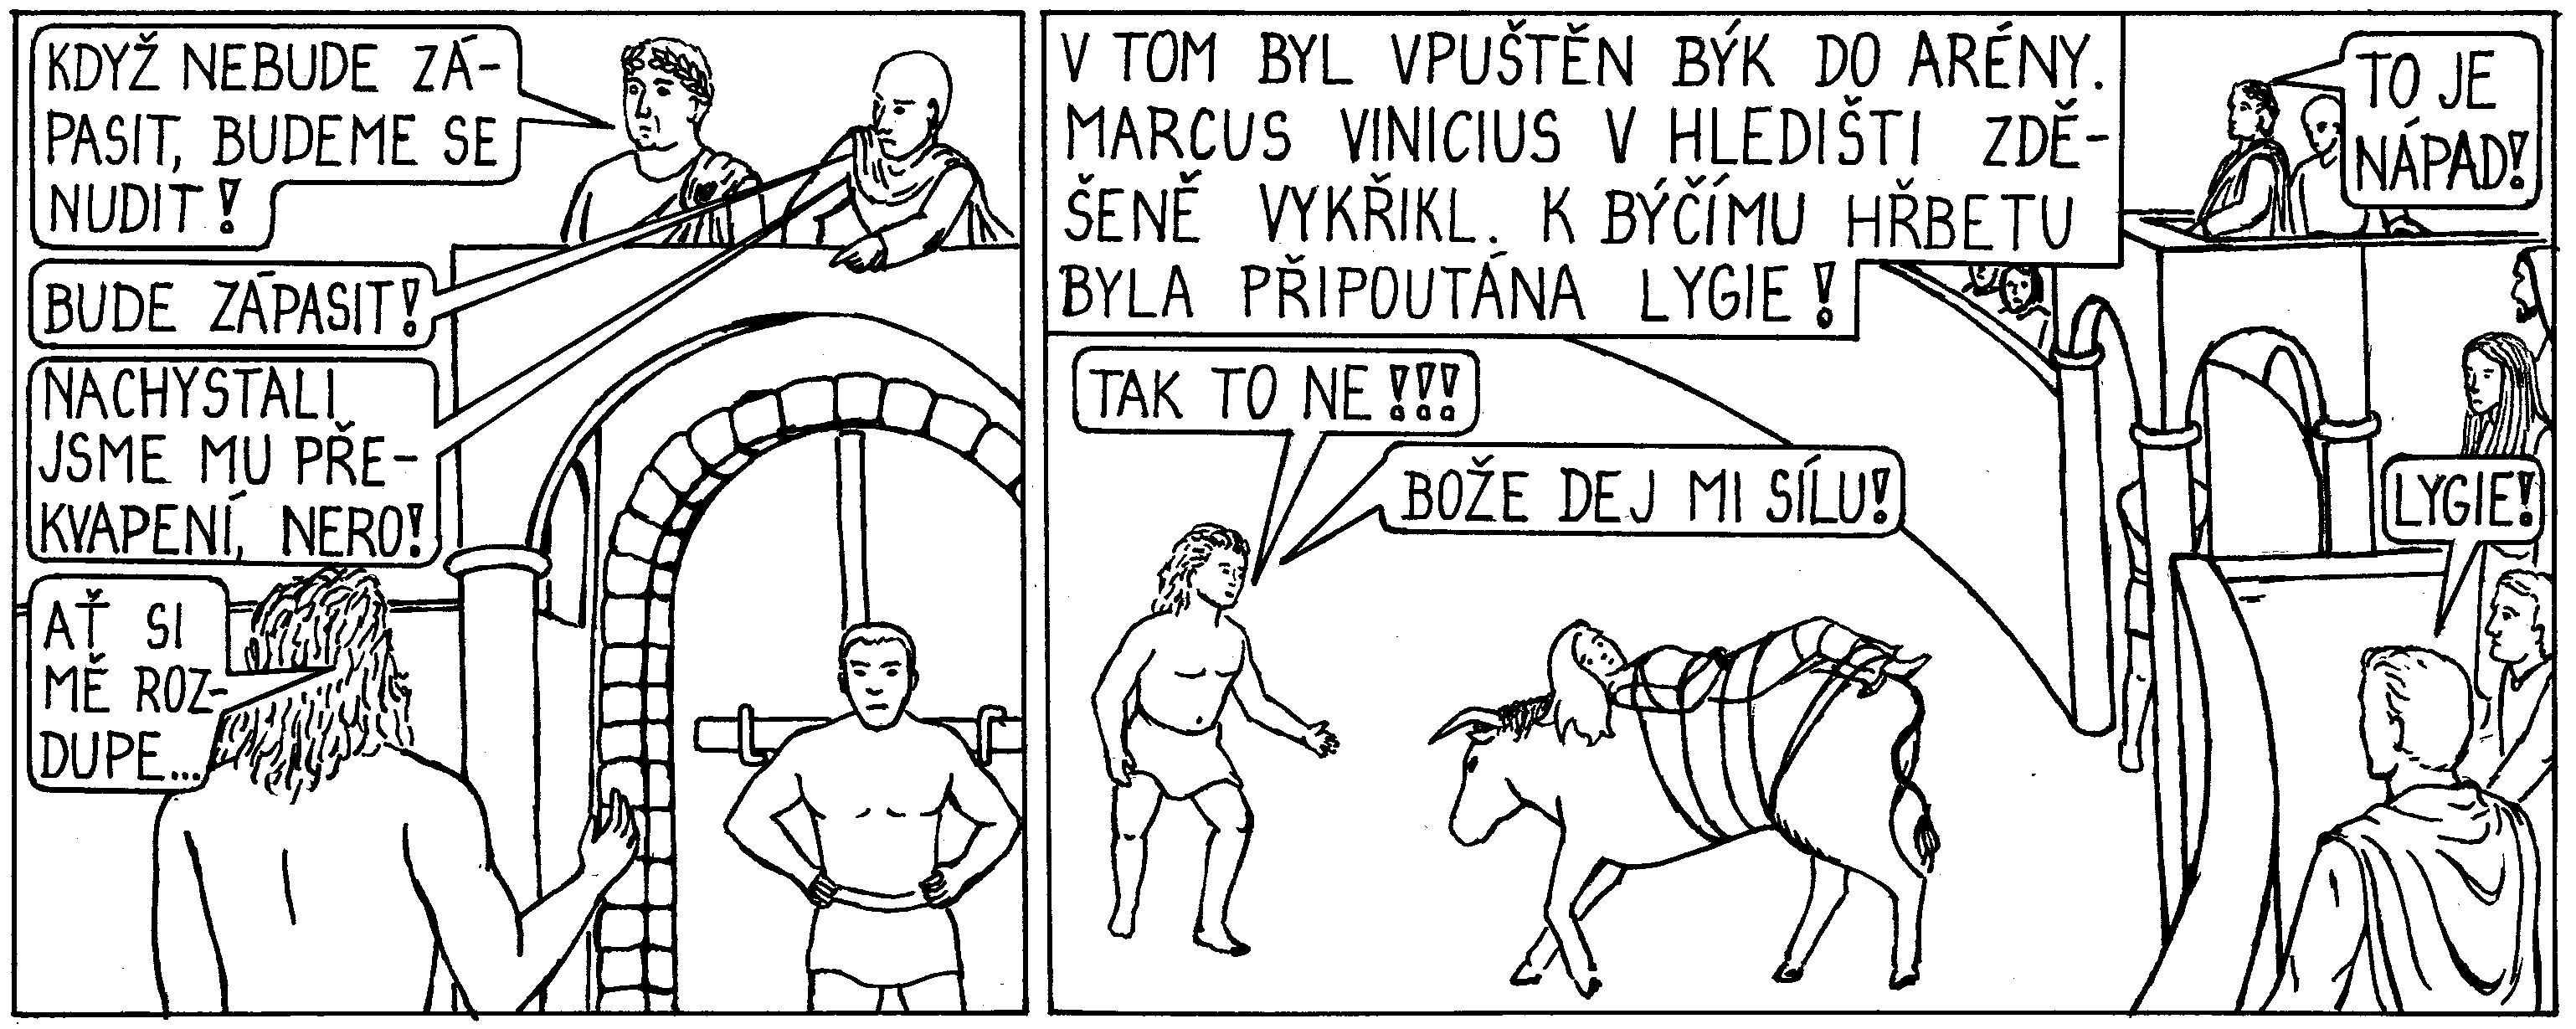 KDYŽ NEBUDE ZÁ-
PASIT, BUDEME SE
NUDIT!
BUDE ZÁPASIT!
NACHYSTALI
JSME MU PŘE-
KVAPENÍ, NERO!
AŤ SI
MĚ ROZ-
DUPE...
V TOM BYL VPUŠTĚN BÝK DO ARÉNY.
MARCUS VINICIUS V HLEDIŠTI ZDĚ-
ŠENĚ VYKŘIKL. K BÝČÍMU HŘBETU
BYLA PŘIPOUTÁNA LYGIE!
TO JE
NÁPAD!
TAK TO NE!!!
BOŽE DEJ MI SÍLU!
LYGIE!